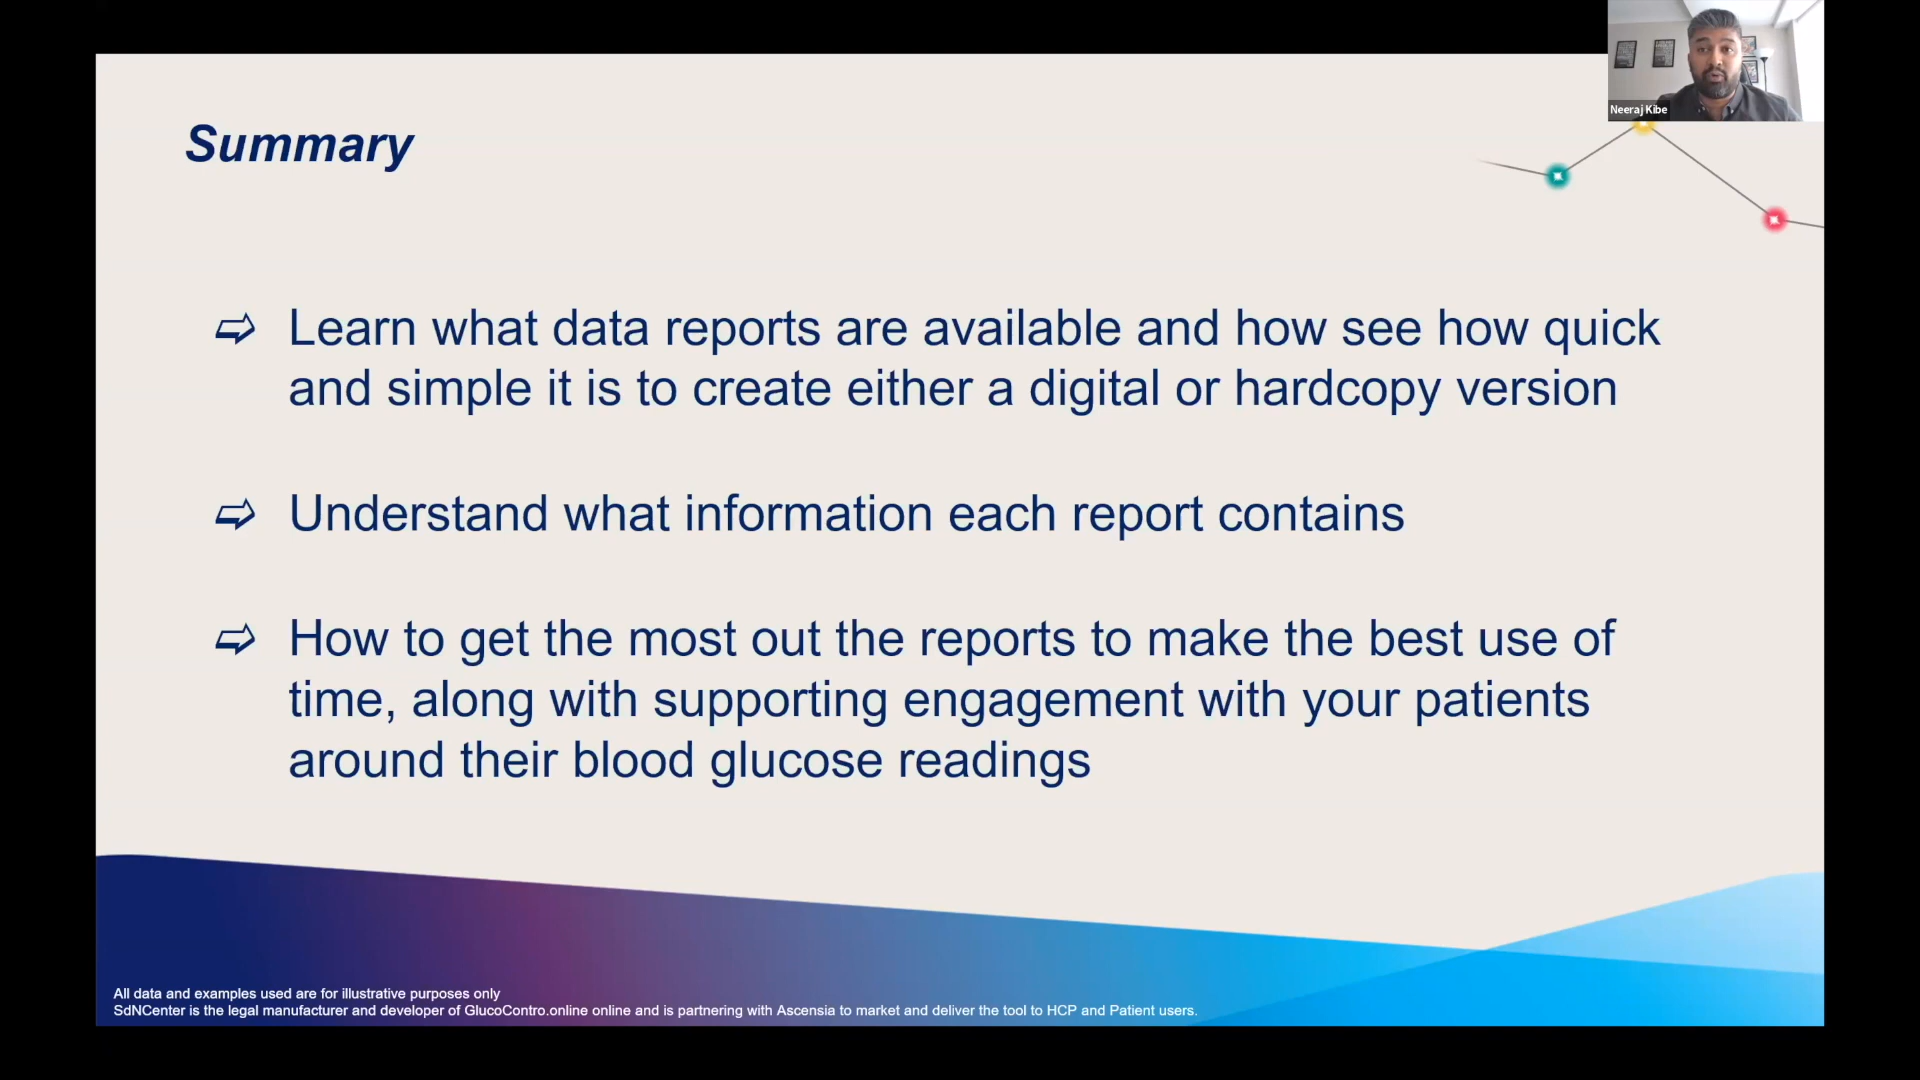 Neeraj Kibe
Summary
Learn what data reports are available and how see how quick
and simple it is to create either a digital or hardcopy version
Understand what information each report contains
How to get the most out the reports to make the best use of
time, along with supporting engagement with your patients
around their blood glucose readings
All data and examples used are for illustrative purposes only
SdNCenter is the legal manufacturer and developer of GlucoContro.online online and is partnering with Ascensia to market and deliver the tool to HCP and Patient users.